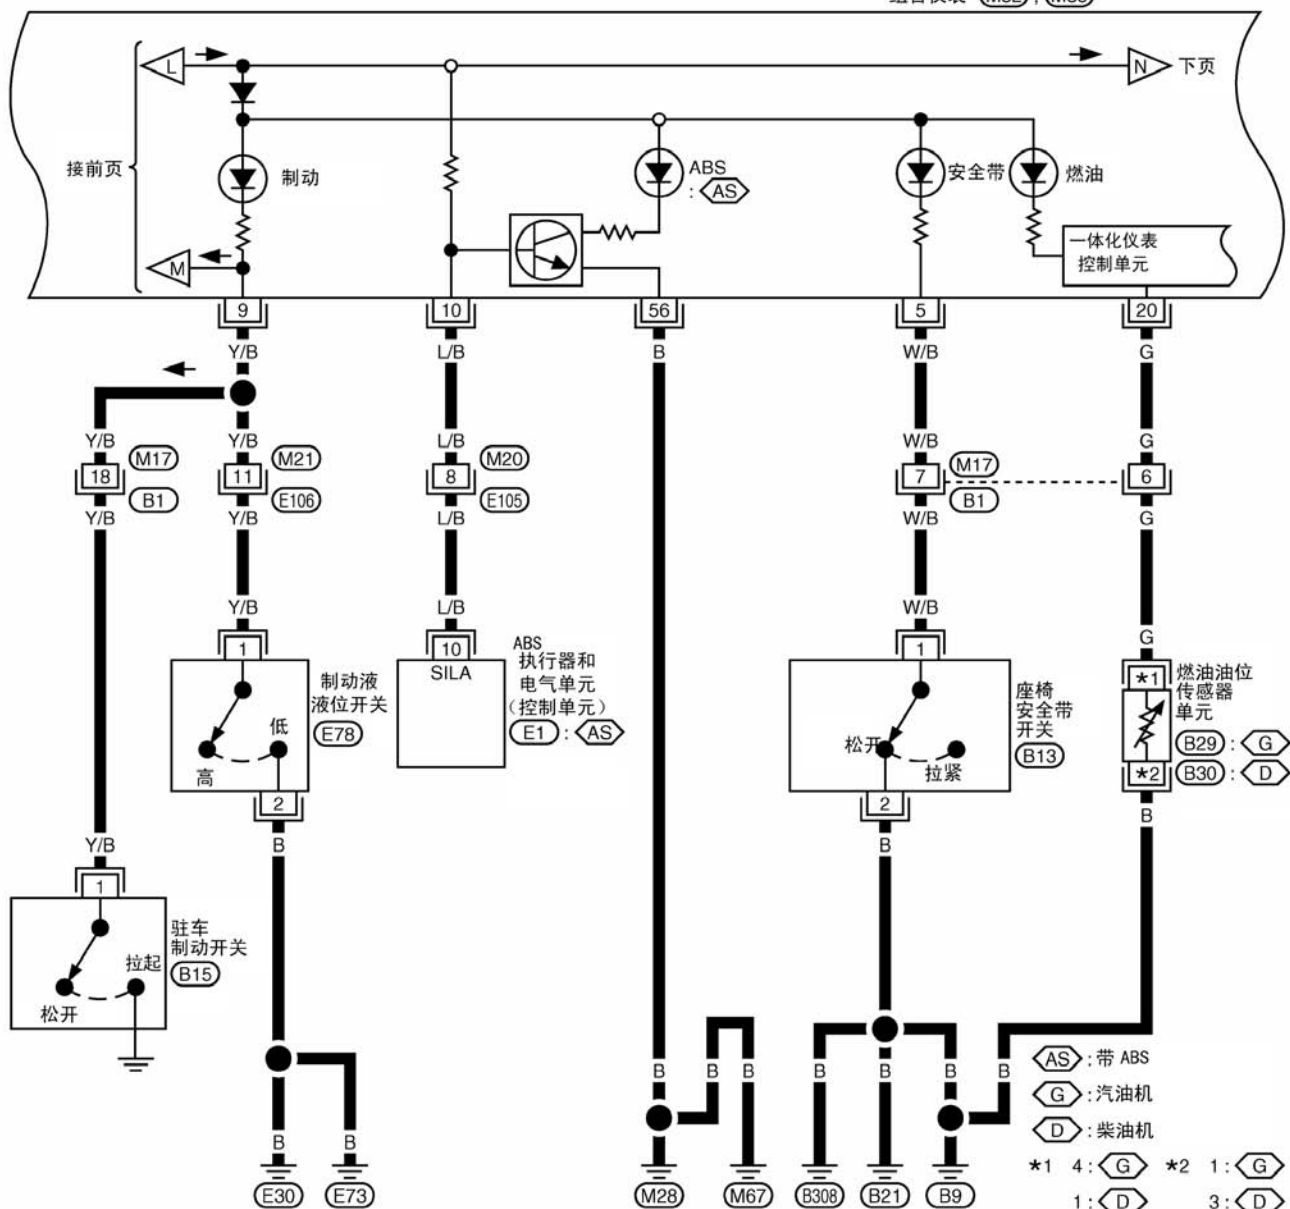 组合仪表 M52 , M53
L
N 下页
接前页
制动
ABS
: AS
安全带
燃油
M
一体化仪表
控制单元
9 10 56 5 20
Y/B L/B B W/B G
Y/B Y/B L/B W/B G
M17 M21 M20 M17
18 11 8 7 6
B1 E106 E105 B1
Y/B Y/B L/B W/B G
Y/B L/B W/B G
1 10 1 *1
SILA
ABS
执行器和
电气单元
(控制单元)
E1 : AS
制动液
液位开关
E78
低
高
2
座椅
安全带
开关
B13
松开
拉紧
2
燃油油位
传感器
单元
B29 : G
*2 B30 : D
Y/B B B B
1
驻车
制动开关
B15
拉起
松开
B B B B B B B
B B
AS : 带 ABS
G : 汽油机
D : 柴油机
*1 4 : G *2 1 : G
1 : D 3 : D
E30 E73 M28 M67 B308 B21 B9